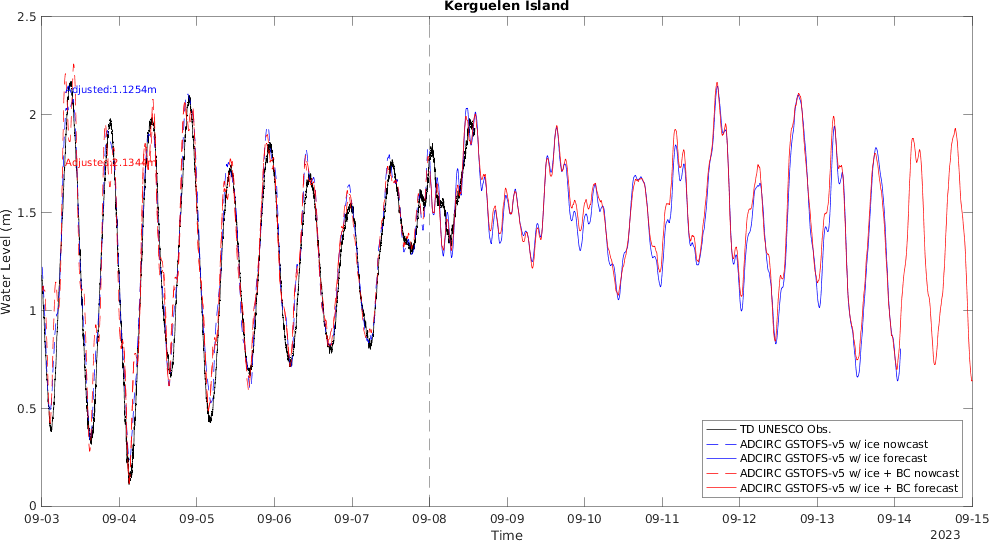 Kerguelen Island
2.5
2
1.5
1
0.5
0
Water Level (m)
Adjusted:1.1254m
Adjusted:2.1344m
TD UNESCO Obs.
ADCIRC GSTOFS-v5 w/ ice nowcast
ADCIRC GSTOFS-v5 w/ ice forecast
ADCIRC GSTOFS-v5 w/ ice + BC nowcast
ADCIRC GSTOFS-v5 w/ ice + BC forecast
09-03 09-04 09-05 09-06 09-07 09-08 09-09 09-10 09-11 09-12 09-13 09-14 09-15
Time
2023